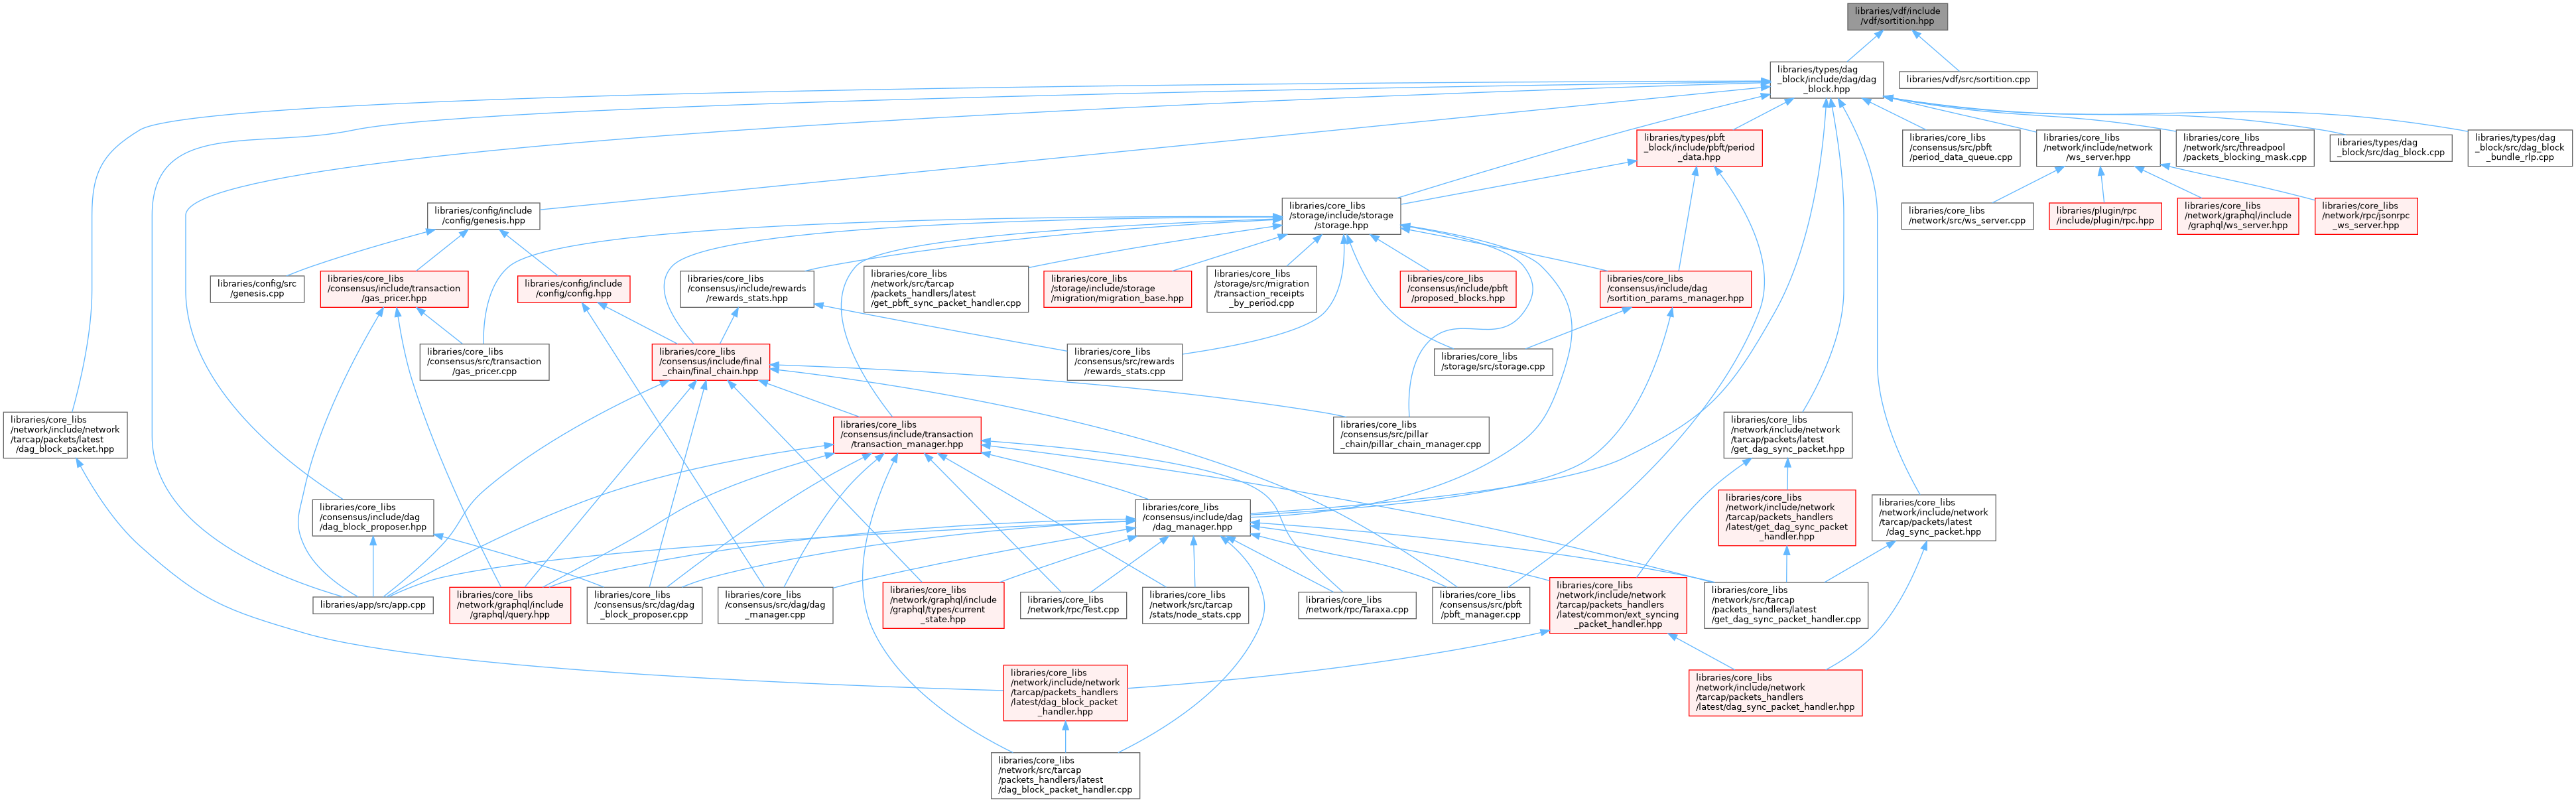 libraries/vdf/include
/vdf/sortition.hpp
libraries/types/dag
_block/include/dag/dag
_block.hpp
libraries/vdf/src/sortition.cpp
libraries/types/pbft
_block/include/pbft/period
_data.hpp
libraries/core_libs
/consensus/src/pbft
/period_data_queue.cpp
libraries/core_libs
/network/include/network
/ws_server.hpp
libraries/core_libs
/network/src/threadpool
/packets_blocking_mask.cpp
libraries/types/dag
_block/src/dag_block.cpp
libraries/types/dag
_block/src/dag_block
_bundle_rlp.cpp
libraries/config/include
/config/genesis.hpp
libraries/core_libs
/storage/include/storage
/storage.hpp
libraries/core_libs
/network/src/ws_server.cpp
libraries/plugin/rpc
/include/plugin/rpc.hpp
libraries/core_libs
/network/graphql/include
/graphql/ws_server.hpp
libraries/core_libs
/network/rpc/jsonrpc
_ws_server.hpp
libraries/config/src
/genesis.cpp
libraries/core_libs
/consensus/include/transaction
/gas_pricer.hpp
libraries/config/include
/config/config.hpp
libraries/core_libs
/consensus/include/rewards
/rewards_stats.hpp
libraries/core_libs
/network/src/tarcap
/packets_handlers/latest
/get_pbft_sync_packet_handler.cpp
libraries/core_libs
/storage/include/storage
/migration/migration_base.hpp
libraries/core_libs
/storage/src/migration
/transaction_receipts
_by_period.cpp
libraries/core_libs
/consensus/include/pbft
/proposed_blocks.hpp
libraries/core_libs
/consensus/include/dag
/sortition_params_manager.hpp
libraries/core_libs
/consensus/src/transaction
/gas_pricer.cpp
libraries/core_libs
/consensus/include/final
_chain/final_chain.hpp
libraries/core_libs
/consensus/src/rewards
/rewards_stats.cpp
libraries/core_libs
/storage/src/storage.cpp
libraries/core_libs
/network/include/network
/tarcap/packets/latest
/dag_block_packet.hpp
libraries/core_libs
/consensus/include/transaction
/transaction_manager.hpp
libraries/core_libs
/consensus/src/pillar
_chain/pillar_chain_manager.cpp
libraries/core_libs
/network/include/network
/tarcap/packets/latest
/get_dag_sync_packet.hpp
libraries/core_libs
/consensus/include/dag
/dag_block_proposer.hpp
libraries/core_libs
/consensus/include/dag
/dag_manager.hpp
libraries/core_libs
/network/include/network
/tarcap/packets_handlers
/latest/get_dag_sync_packet
_handler.hpp
libraries/core_libs
/network/include/network
/tarcap/packets/latest
/dag_sync_packet.hpp
libraries/app/src/app.cpp
libraries/core_libs
/network/graphql/include
/graphql/query.hpp
libraries/core_libs
/consensus/src/dag/dag
_block_proposer.cpp
libraries/core_libs
/consensus/src/dag/dag
_manager.cpp
libraries/core_libs
/network/graphql/include
/graphql/types/current
_state.hpp
libraries/core_libs
/network/rpc/Test.cpp
libraries/core_libs
/network/src/tarcap
/stats/node_stats.cpp
libraries/core_libs
/network/rpc/Taraxa.cpp
libraries/core_libs
/consensus/src/pbft
/pbft_manager.cpp
libraries/core_libs
/network/include/network
/tarcap/packets_handlers
/latest/common/ext_syncing
_packet_handler.hpp
libraries/core_libs
/network/src/tarcap
/packets_handlers/latest
/get_dag_sync_packet_handler.cpp
libraries/core_libs
/network/include/network
/tarcap/packets_handlers
/latest/dag_block_packet
_handler.hpp
libraries/core_libs
/network/include/network
/tarcap/packets_handlers
/latest/dag_sync_packet_handler.hpp
libraries/core_libs
/network/src/tarcap
/packets_handlers/latest
/dag_block_packet_handler.cpp